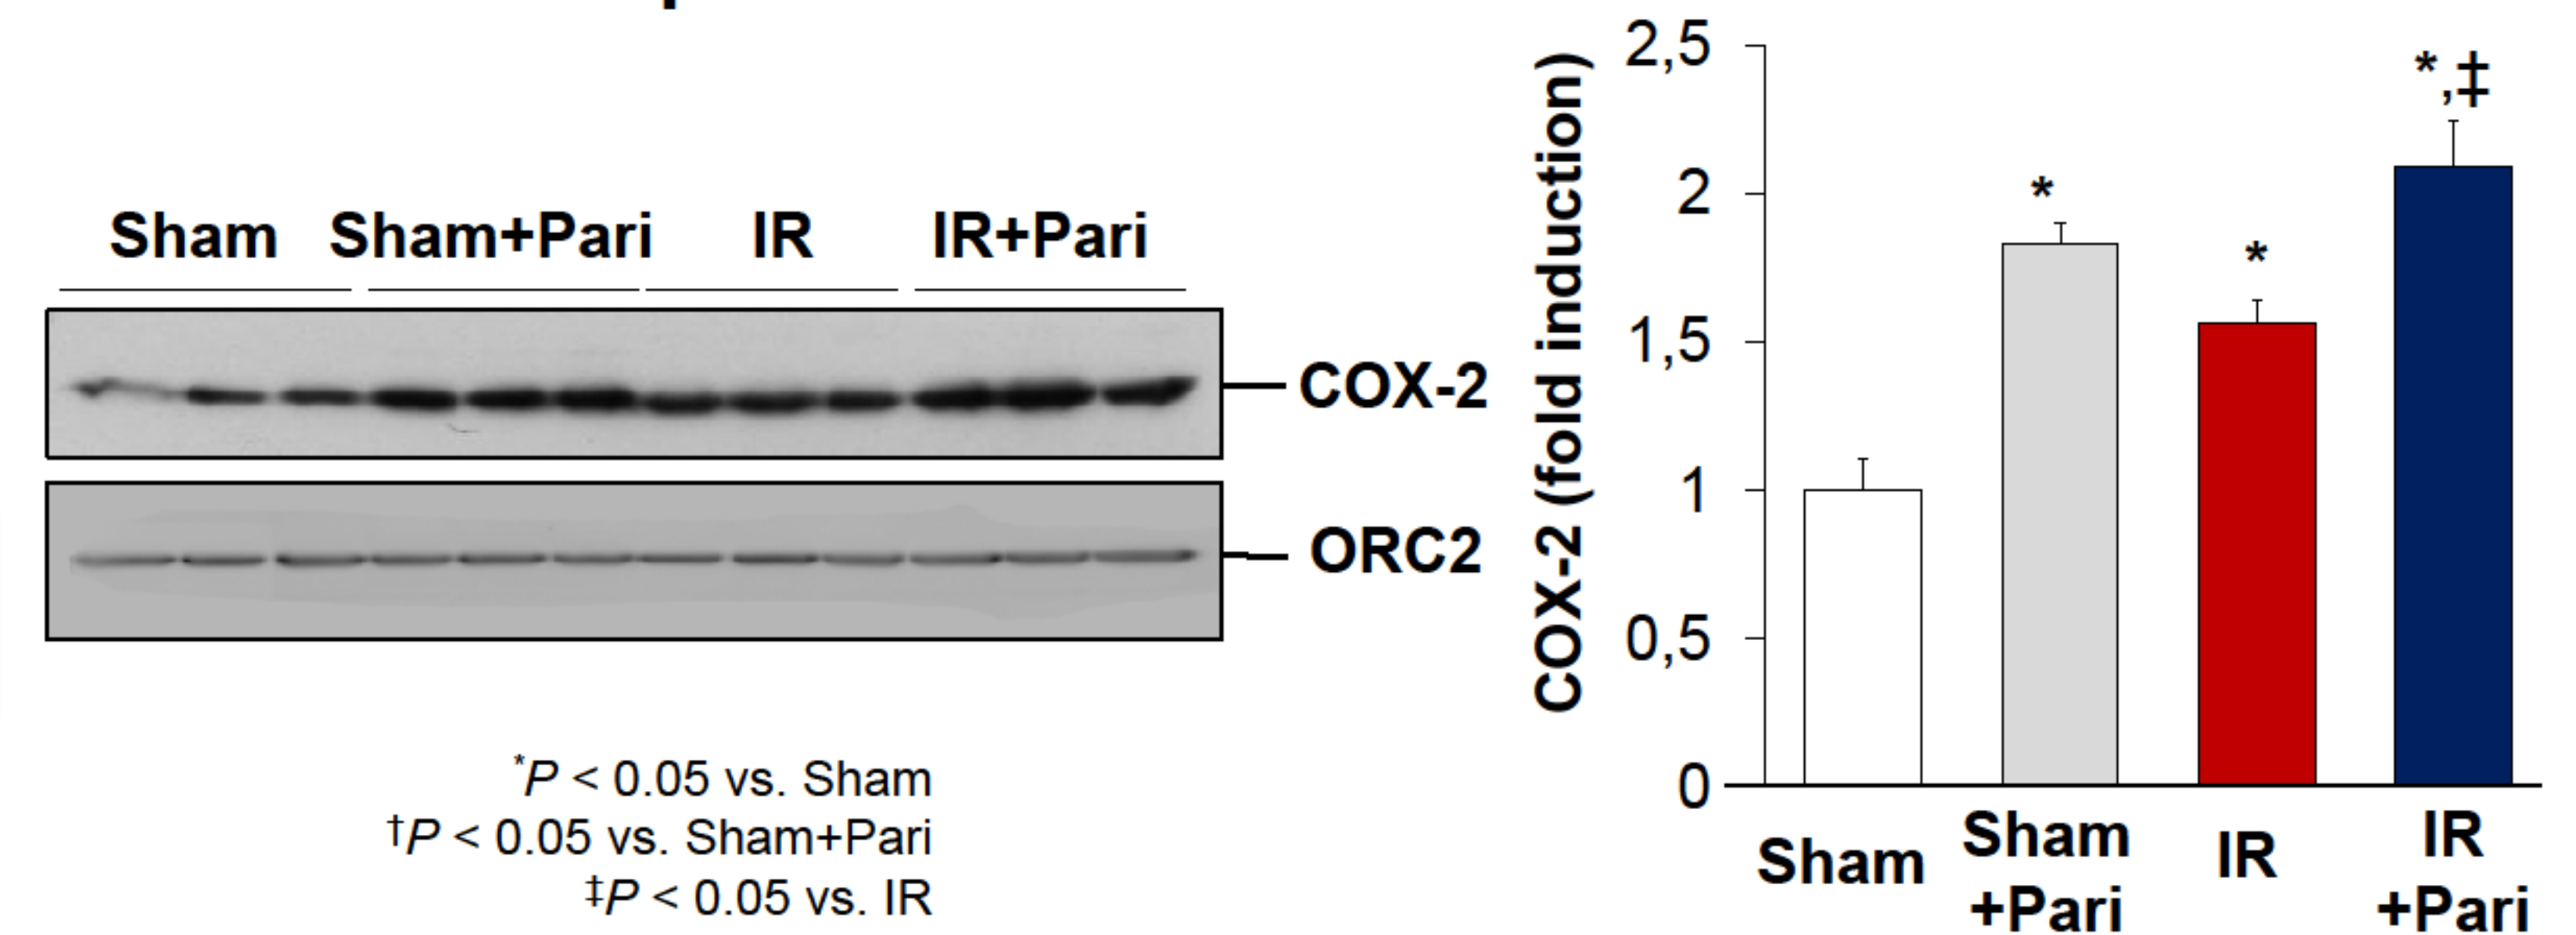 Sham Sham+Pari IR IR+Pari
COX-2
ORC2
*P < 0.05 vs. Sham
†P < 0.05 vs. Sham+Pari
‡P < 0.05 vs. IR
COX-2 (fold induction)
2,5
2
1,5
1
0,5
0
*
*
*,‡
Sham
Sham
+Pari
IR
IR
+Pari